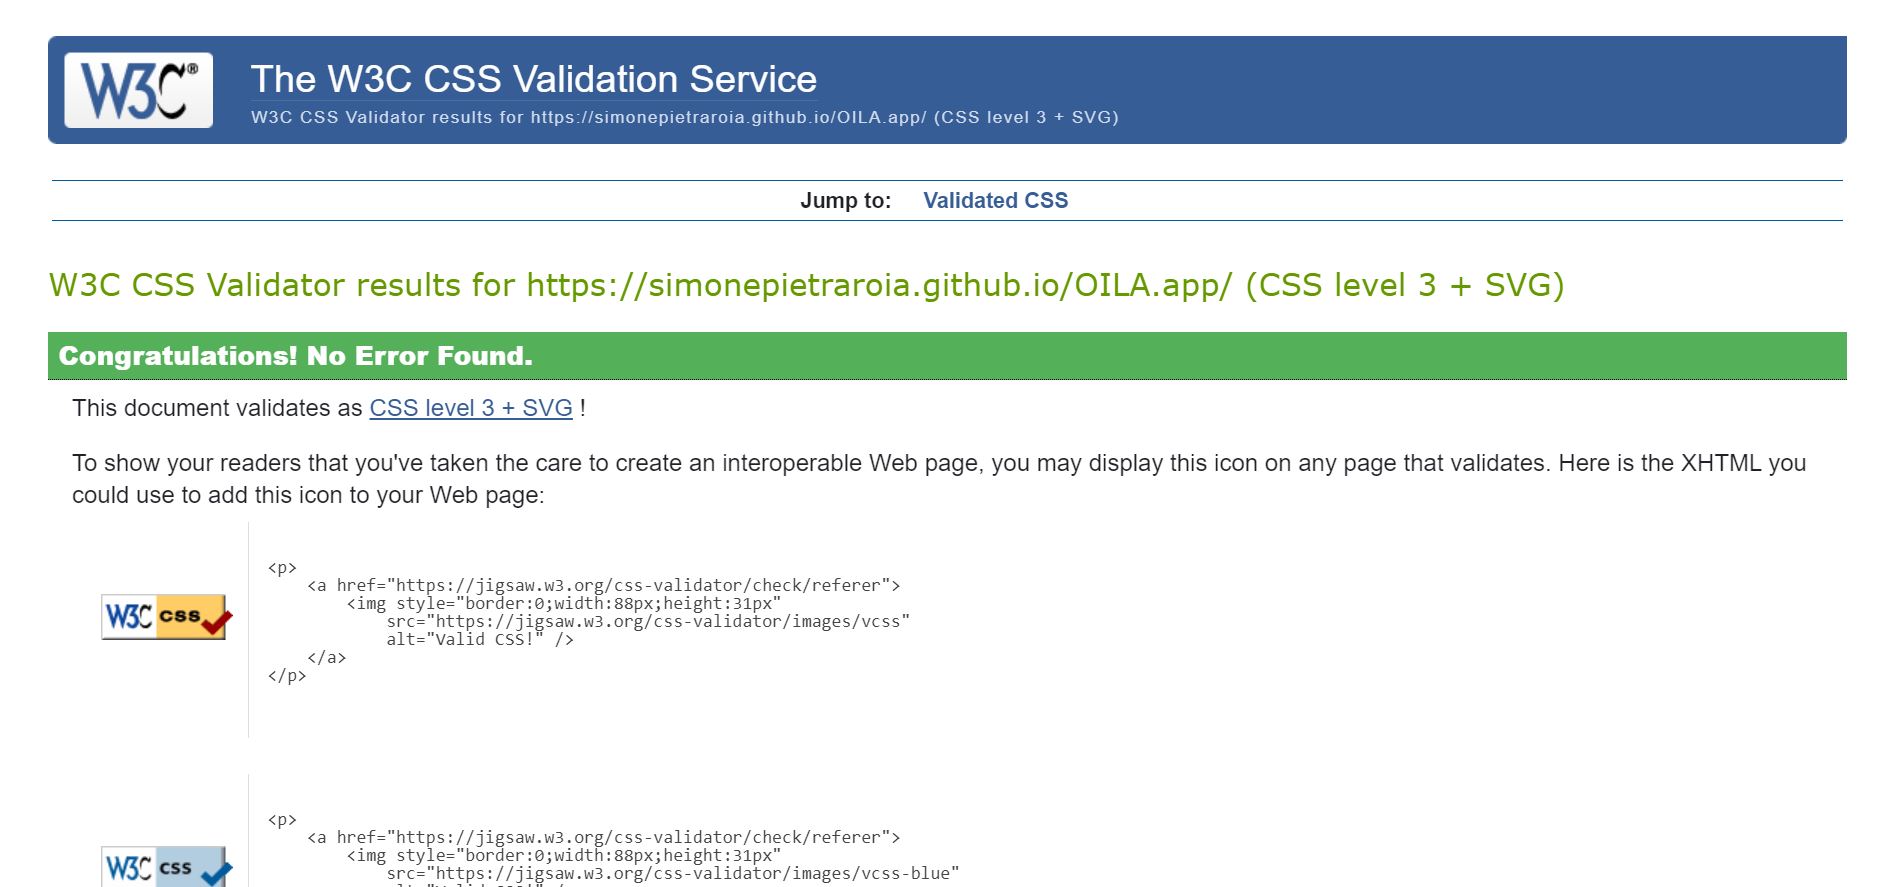 W3C®
The W3C CSS Validation Service
W3C CSS Validator results for https://simonepietraroia.github.io/OILA.app/ (CSS level 3 + SVG)
Jump to: Validated CSS
W3C CSS Validator results for https://simonepietraroia.github.io/OILA.app/ (CSS level 3 + SVG)
Congratulations! No Error Found.
This document validates as CSS level 3 + SVG !
To show your readers that you've taken the care to create an interoperable Web page, you may display this icon on any page that validates. Here is the XHTML you
could use to add this icon to your Web page:
<p>
<a href="https://jigsaw.w3.org/css-validator/check/referer">
<img style="border:0;width:88px;height:31px"
W3C css
src="https://jigsaw.w3.org/css-validator/images/vcss"
alt="Valid CSS!" />
</a>
</p>
<p>
<a href="https://jigsaw.w3.org/css-validator/check/referer">
<img style="border:0;width:88px;height:31px"
W3C css
src="https://jigsaw.w3.org/css-validator/images/vcss-blue"